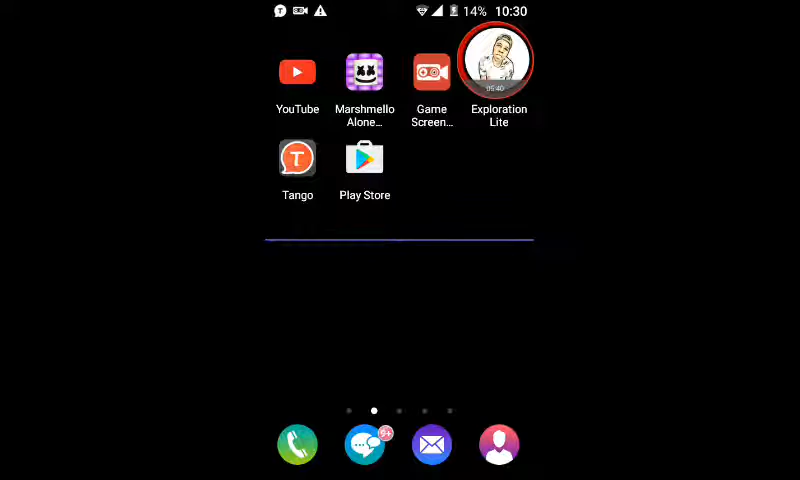 T 14% 10:30
05:40
YouTube Marshmello Game Exploration
Alone... Screen... Lite
T
Tango Play Store
9+